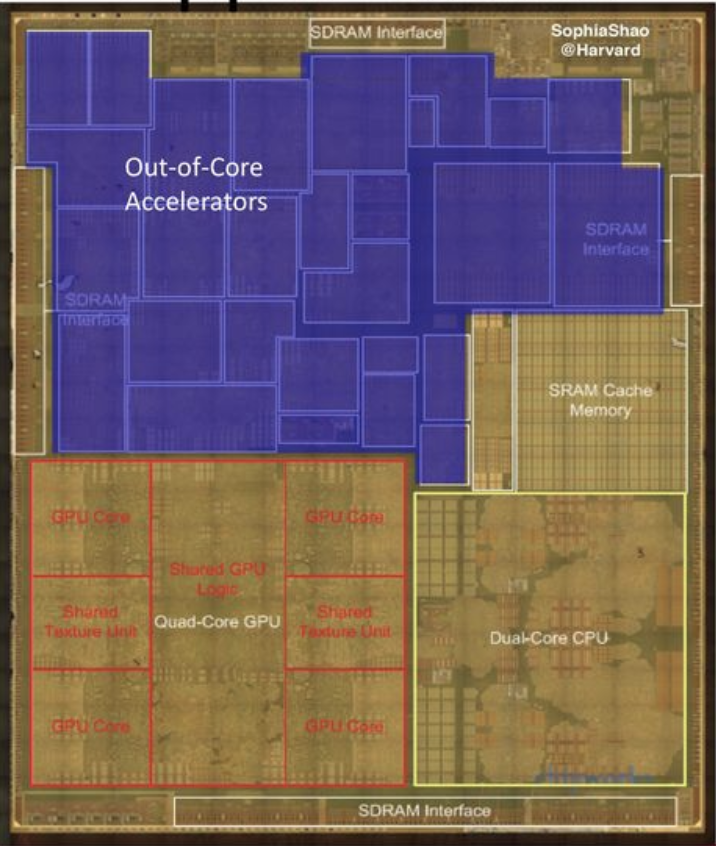 SDRAM Interface
SophiaShao
@Harvard
Out-of-Core
Accelerators
SDRAM
Interface
SDRAM
Interface
SRAM Cache
Memory
GPU Core
GPU Core
Shared GPU
Logic
Shared
Texture Unit
Quad-Core GPU
Shared
Texture Unit
Dual-Core CPU
GPU Core
GPU Core
chipworks
SDRAM Interface